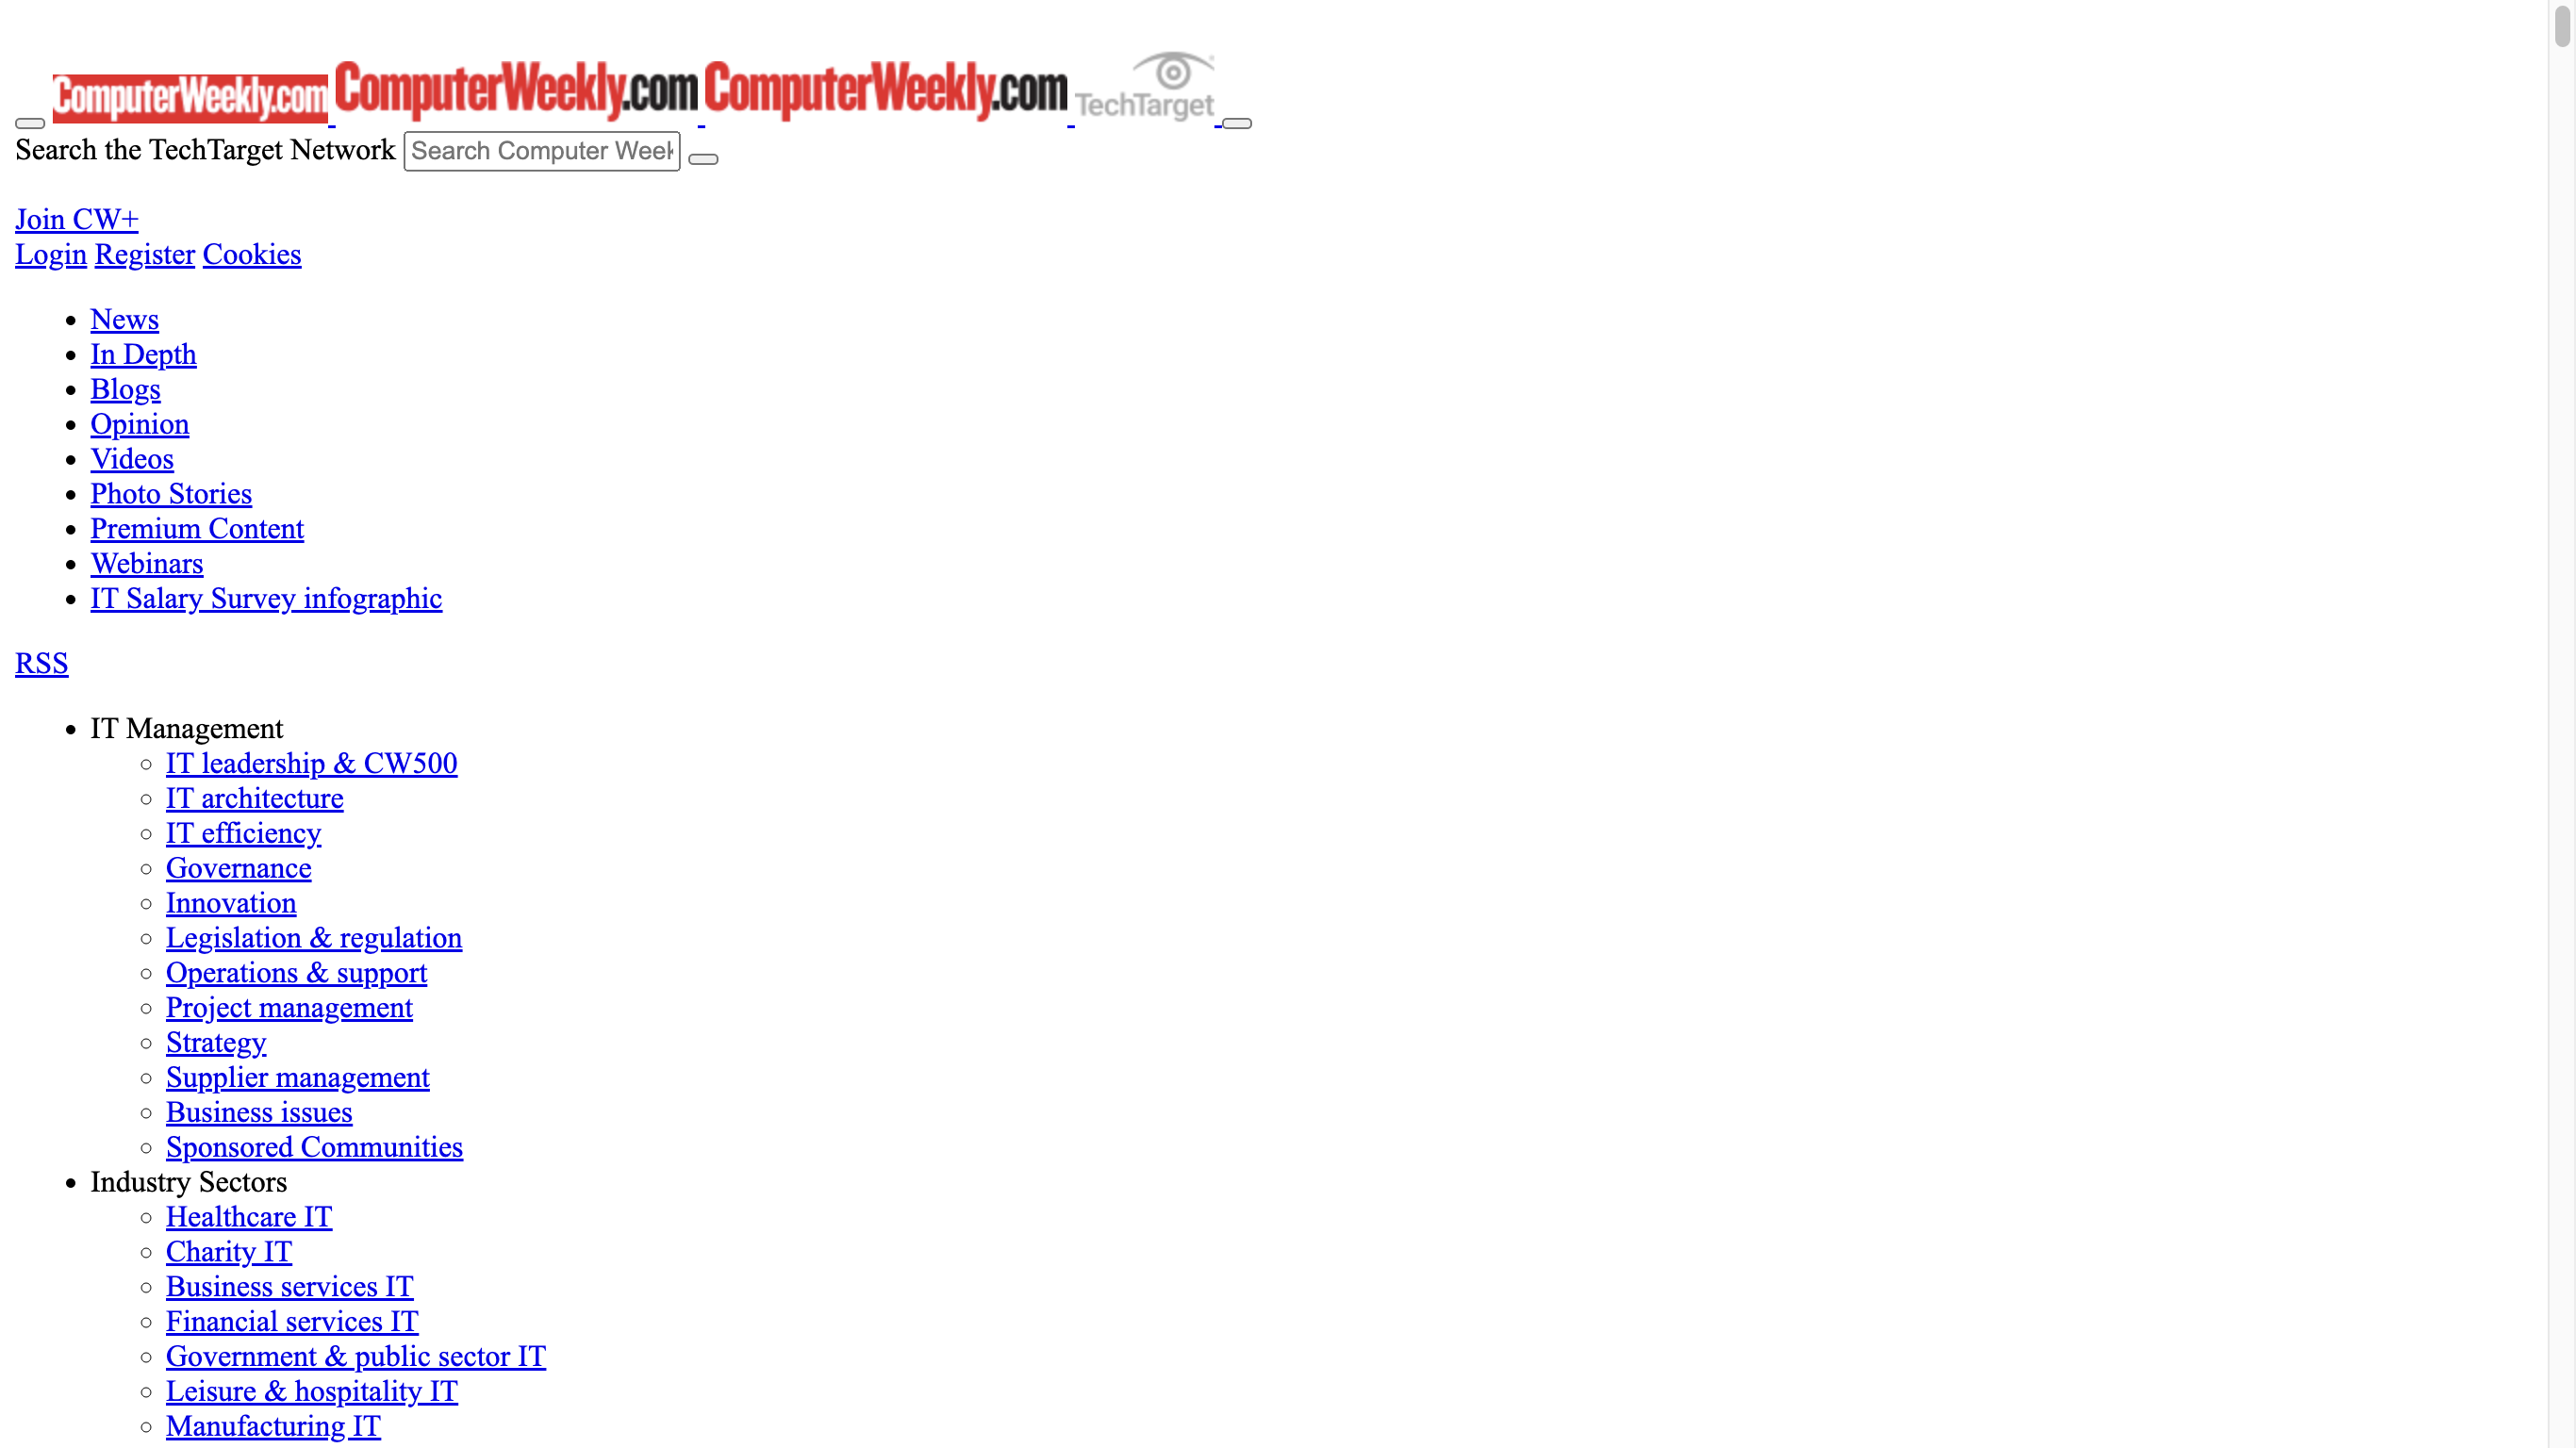 ComputerWeekly.com ComputerWeekly.com ComputerWeekly.com TechTarget
Search the TechTarget Network Search Computer Week
Join CW+
Login Register Cookies
News
In Depth
Blogs
Opinion
Videos
Photo Stories
Premium Content
Webinars
IT Salary Survey infographic
RSS
IT Management
IT leadership & CW500
IT architecture
IT efficiency
Governance
Innovation
Legislation & regulation
Operations & support
Project management
Strategy
Supplier management
Business issues
Sponsored Communities
Industry Sectors
Healthcare IT
Charity IT
Business services IT
Financial services IT
Government & public sector IT
Leisure & hospitality IT
Manufacturing IT